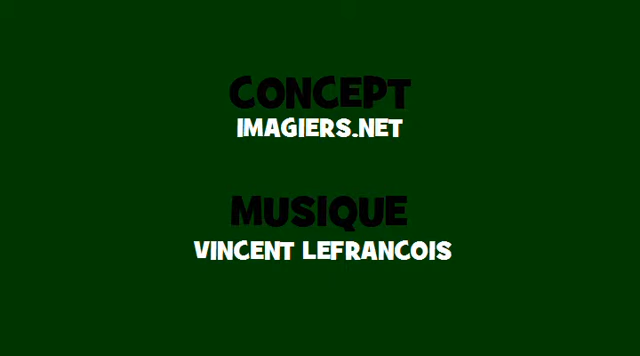 CONCEPT
IMAGIERS.NET
MUSIQUE
VINCENT LEFRANCOIS